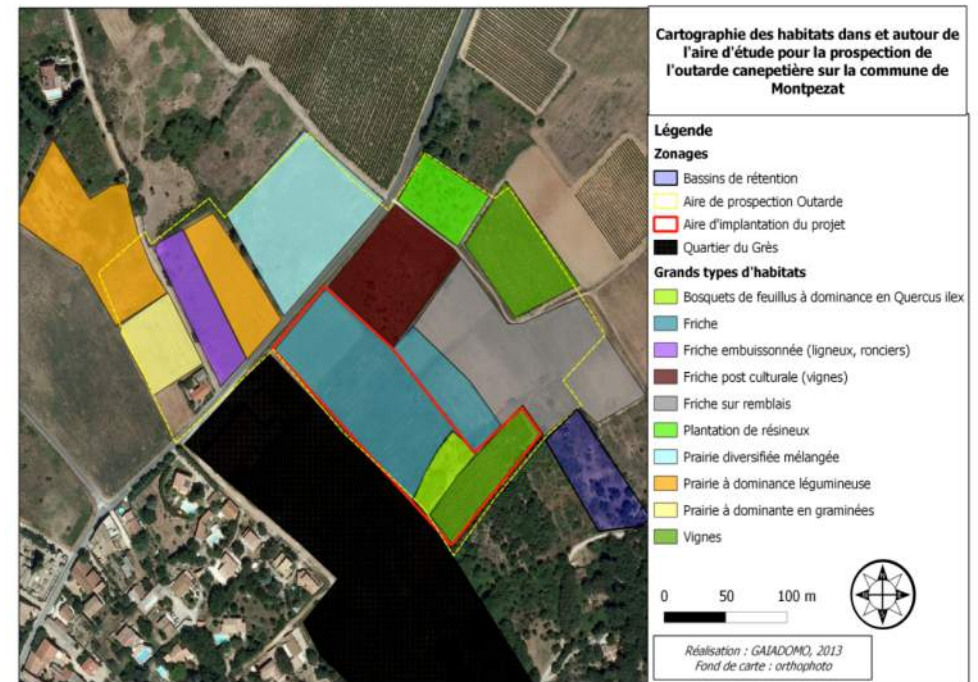 Cartographie des habitats dans et autour de
l'aire d'étude pour la prospection de
l'outarde canepetière sur la commune de
Montpezat
Légende
Zonages
Bassins de rétention
Aire de prospection Outarde
Aire d'implantation du projet
Quartier du Grès
Grands types d'habitats
Bosquets de feuillus à dominance en Quercus ilex
Friche
Friche embuissonnée (ligneux, ronciers)
Friche post culturale (vignes)
Friche sur remblais
Plantation de résineux
Prairie diversifiée mélangée
Prairie à dominance légumineuse
Prairie à dominante en graminées
Vignes
0 50 100 m
Réalisation : GAIADOMO, 2013
Fond de carte : orthophoto